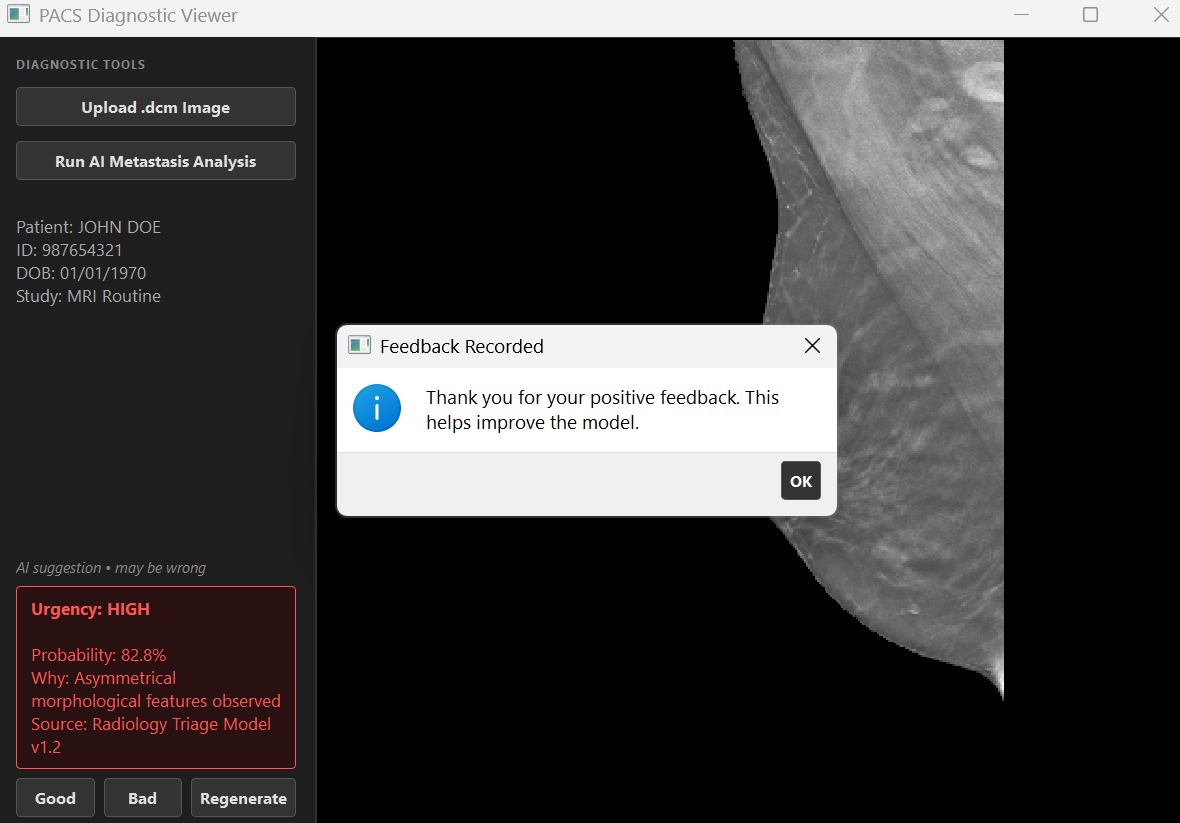 PACS Diagnostic Viewer
DIAGNOSTIC TOOLS
Upload .dcm Image
Run AI Metastasis Analysis
Patient: JOHN DOE
ID: 987654321
DOB: 01/01/1970
Study: MRI Routine
Feedback Recorded
Thank you for your positive feedback. This
helps improve the model.
OK
AI suggestion • may be wrong
Urgency: HIGH
Probability: 82.8%
Why: Asymmetrical
morphological features observed
Source: Radiology Triage Model
v1.2
Good
Bad
Regenerate